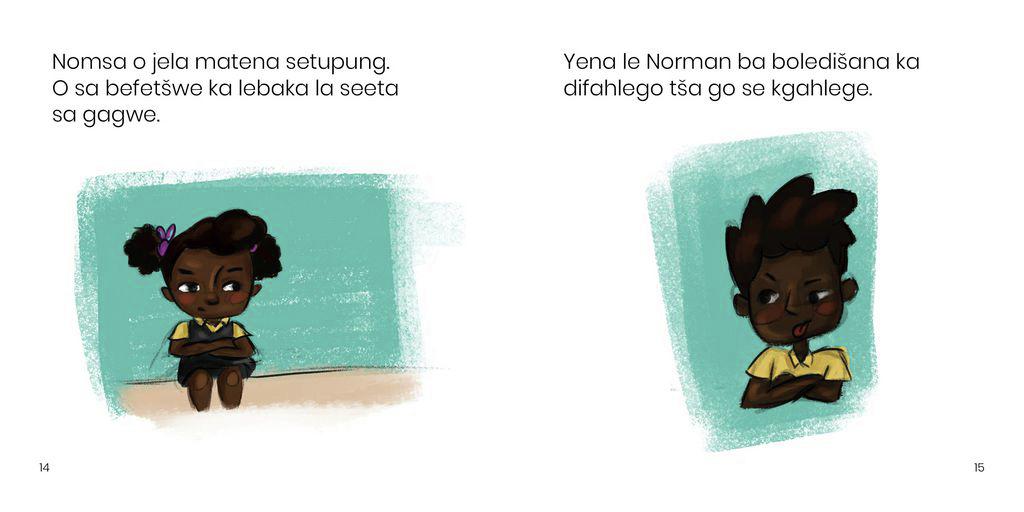 Nomsa o jela matena setupung.
O sa befetšwe ka lebaka la seeta
sa gagwe.
Yena le Norman ba boledišana ka
difahlego tša go se kgahlege.
14
15